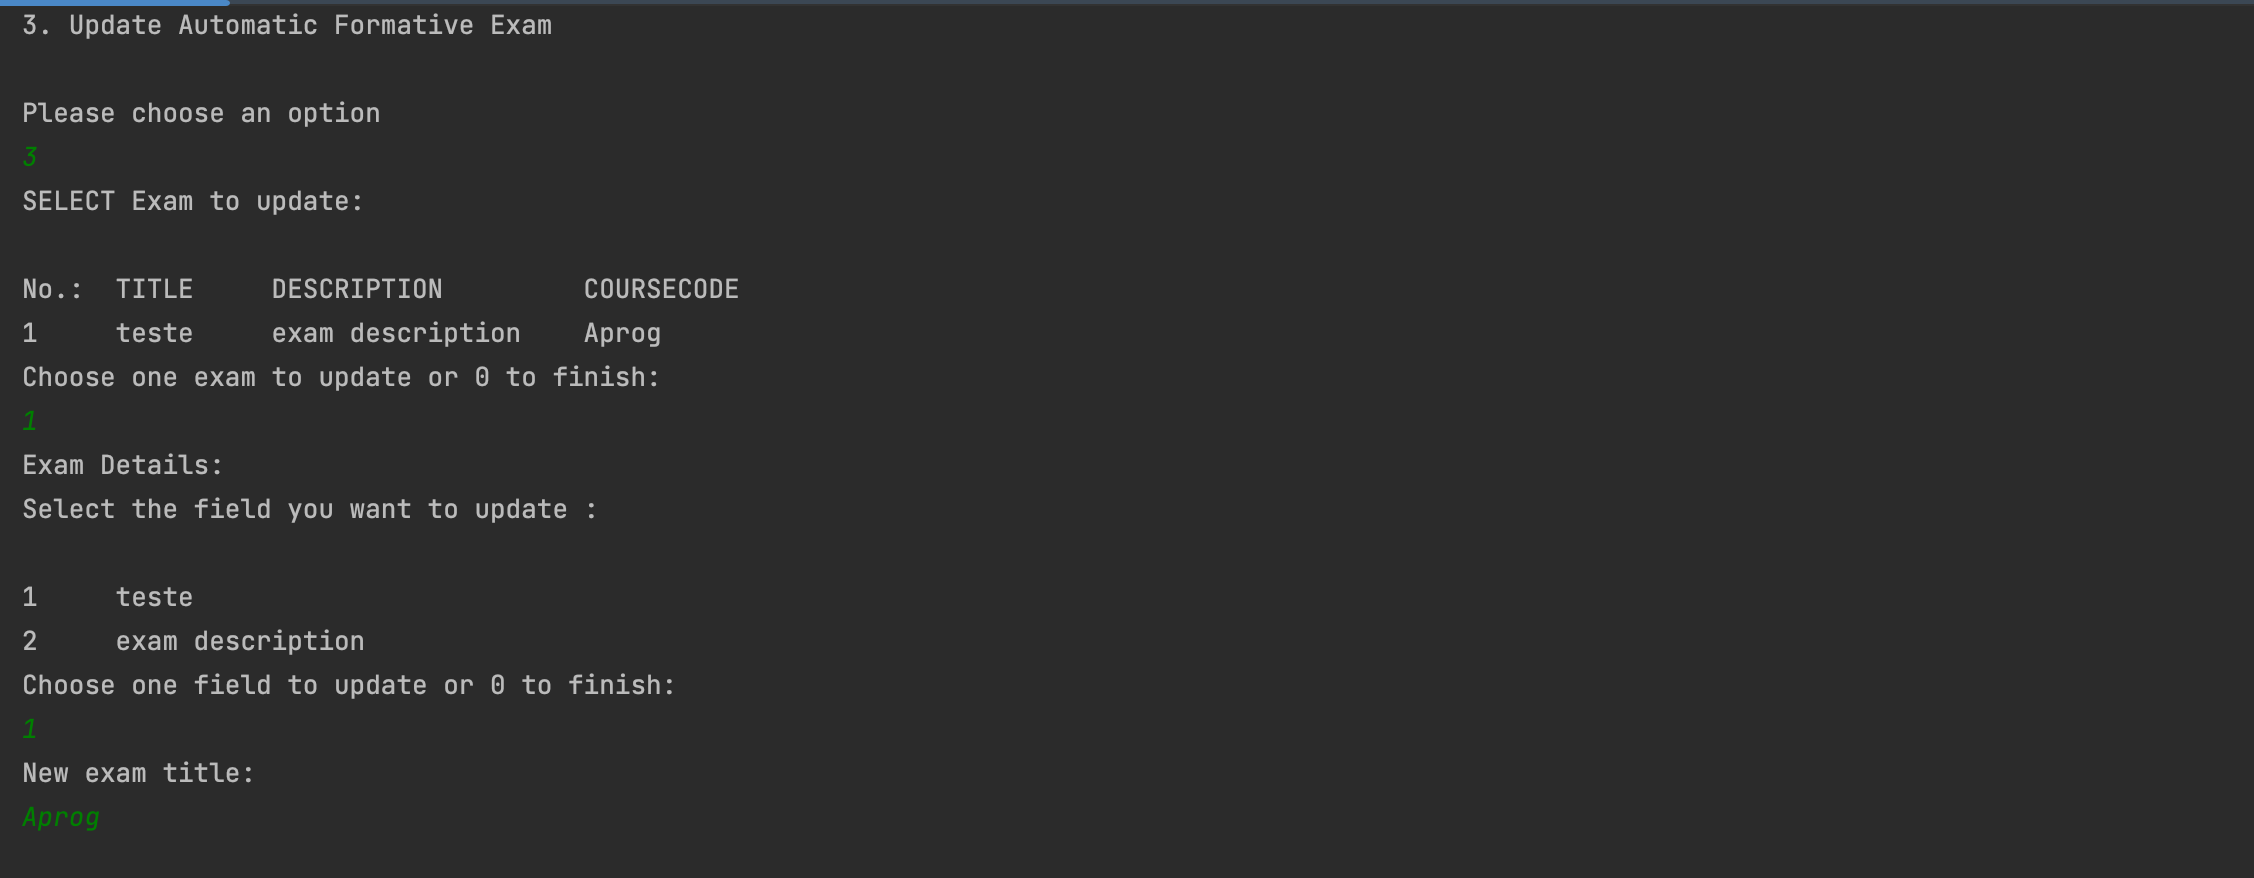 3. Update Automatic Formative Exam
Please choose an option
3
SELECT Exam to update:
No.:  TITLE     DESCRIPTION         COURSECODE
1     teste     exam description    Aprog
Choose one exam to update or 0 to finish:
1
Exam Details:
Select the field you want to update :
1     teste
2     exam description
Choose one field to update or 0 to finish:
1
New exam title:
Aprog